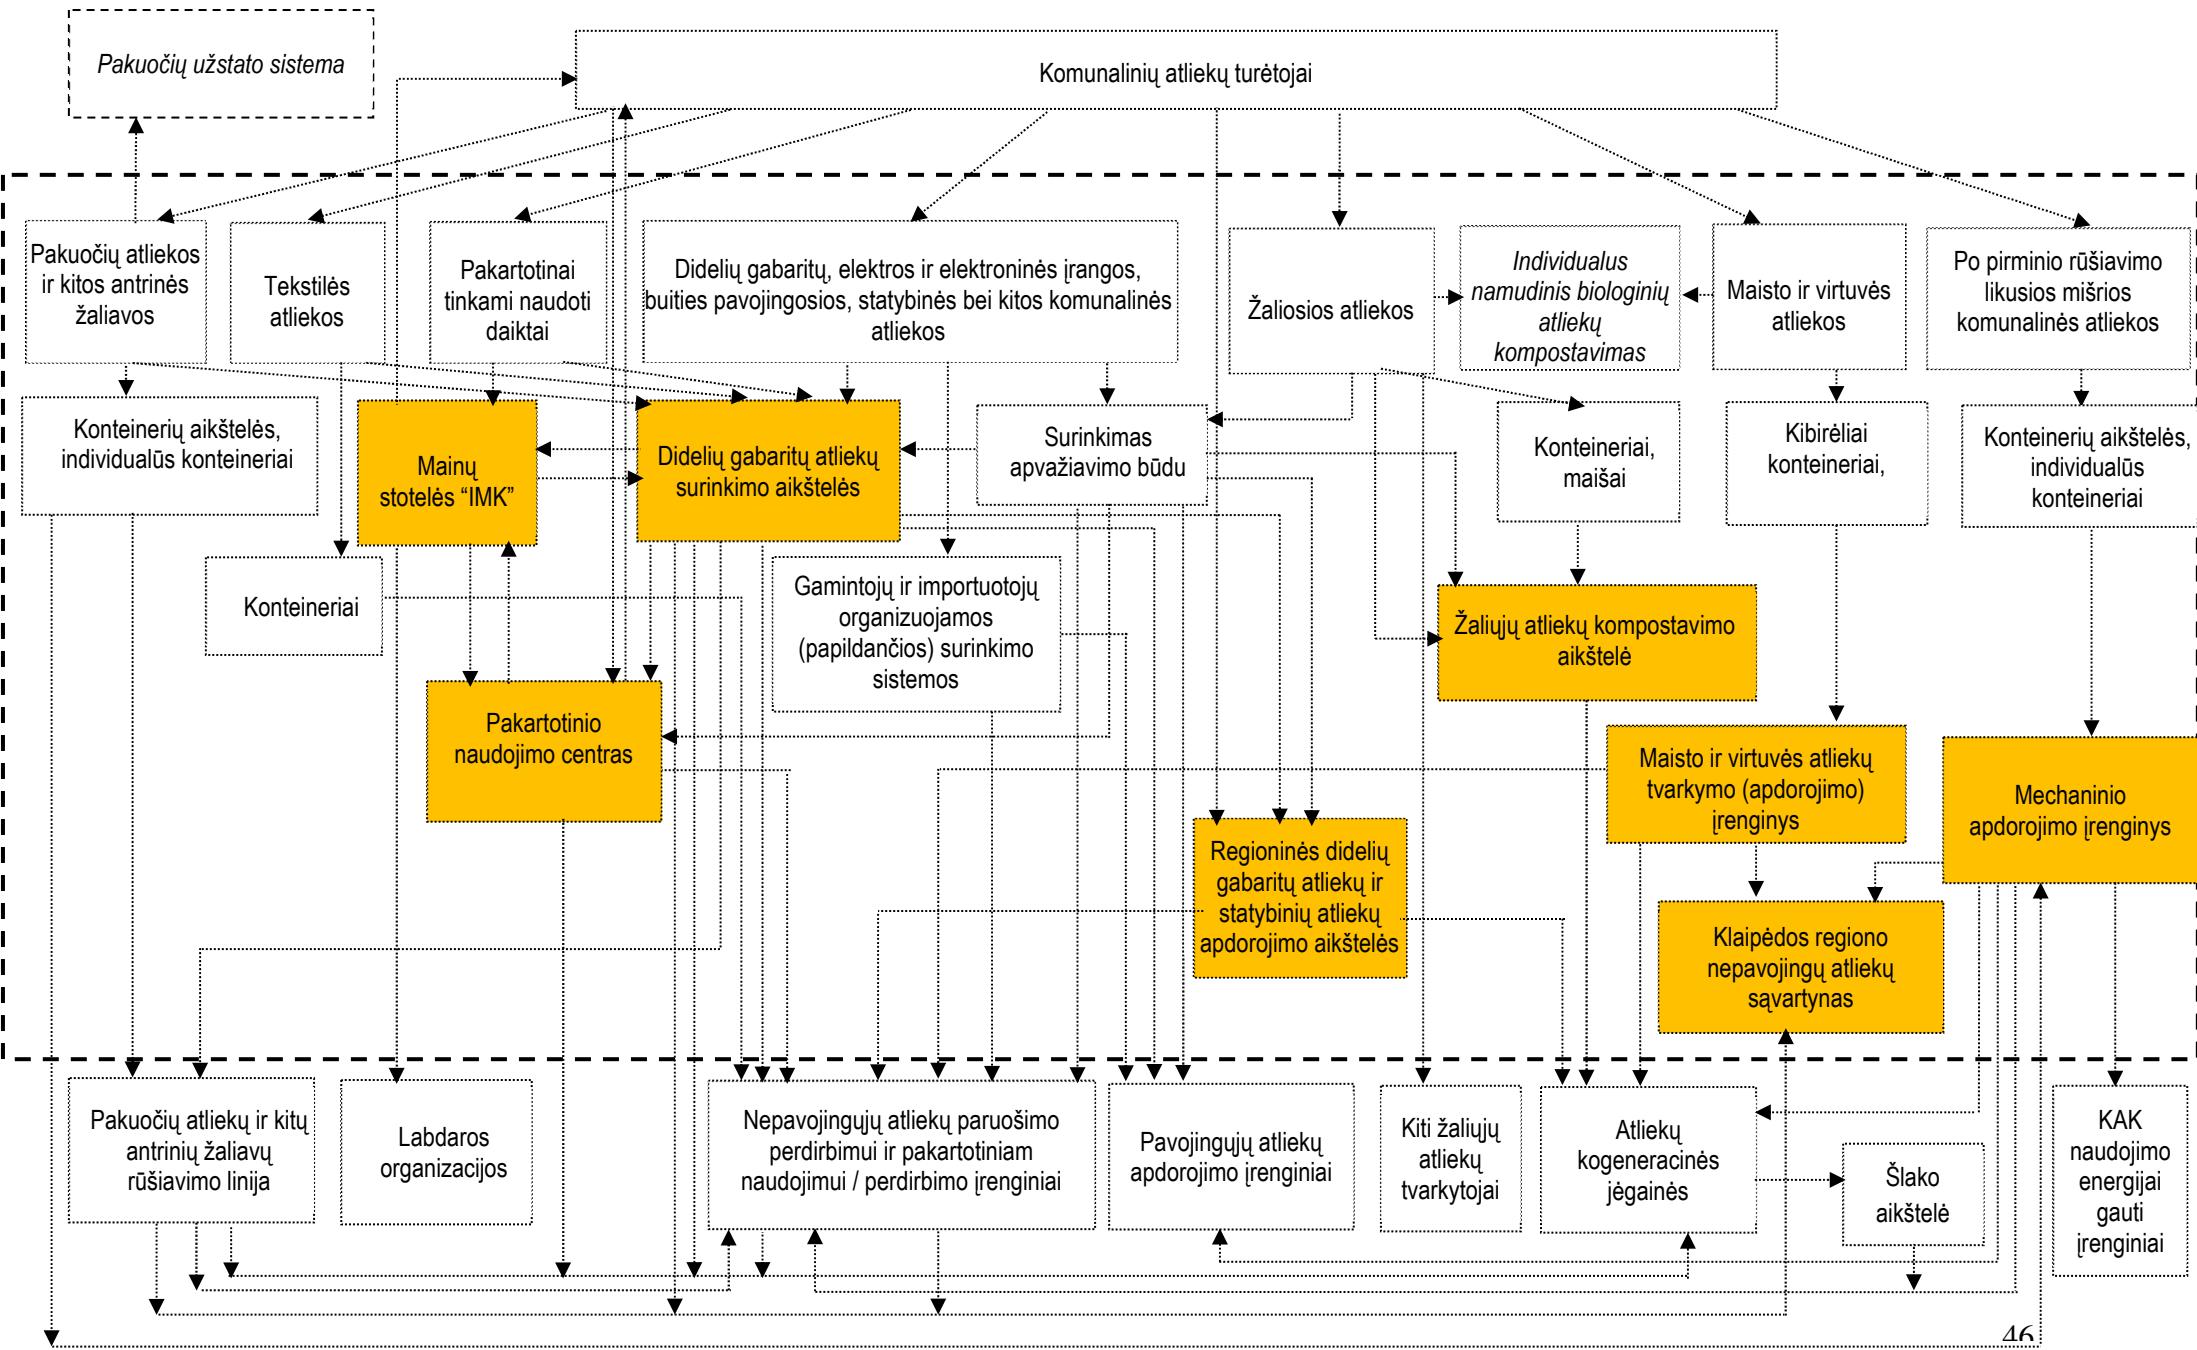 Pakuočių užstato sistema
Komunalinių atliekų turėtojai
Pakuočių atliekos
ir kitos antrinės
žaliavos
Tekstilės
atliekos
Pakartotinai
tinkami naudoti
daiktai
Didelių gabaritų, elektros ir elektroninės įrangos,
buities pavojingosios, statybinės bei kitos komunalinės
atliekos
Žaliosios atliekos
Individualus
namudinis biologinių
atliekų
kompostavimas
Maisto ir virtuvės
atliekos
Po pirminio rūšiavimo
likusios mišrios
komunalinės atliekos
Konteinerių aikštelės,
individualūs konteineriai
Mainų
stotelės “IMK”
Didelių gabaritų atliekų
surinkimo aikštelės
Surinkimas
apvažiavimo būdu
Konteineriai,
maišai
Kibirėliai
konteineriai,
Konteinerių aikštelės,
individualūs
konteineriai
Konteineriai
Gamintojų ir importuotojų
organizuojamos
(papildančios) surinkimo
sistemos
Žaliųjų atliekų kompostavimo
aikštelė
Pakartotinio
naudojimo centras
Maisto ir virtuvės atliekų
tvarkymo (apdorojimo)
įrenginys
Mechaninio
apdorojimo įrenginys
Regioninės didelių
gabaritų atliekų ir
statybinių atliekų
apdorojimo aikštelės
Klaipėdos regiono
nepavojingų atliekų
sąvartynas
Pakuočių atliekų ir kitų
antrinių žaliavų
rūšiavimo linija
Labdaros
organizacijos
Nepavojingųjų atliekų paruošimo
perdirbimui ir pakartotiniam
naudojimui / perdirbimo įrenginiai
Pavojingųjų atliekų
apdorojimo įrenginiai
Kiti žaliųjų
atliekų
tvarkytojai
Atliekų
kogeneracinės
jėgainės
Šlako
aikštelė
KAK
naudojimo
energijai
gauti
įrenginiai
46